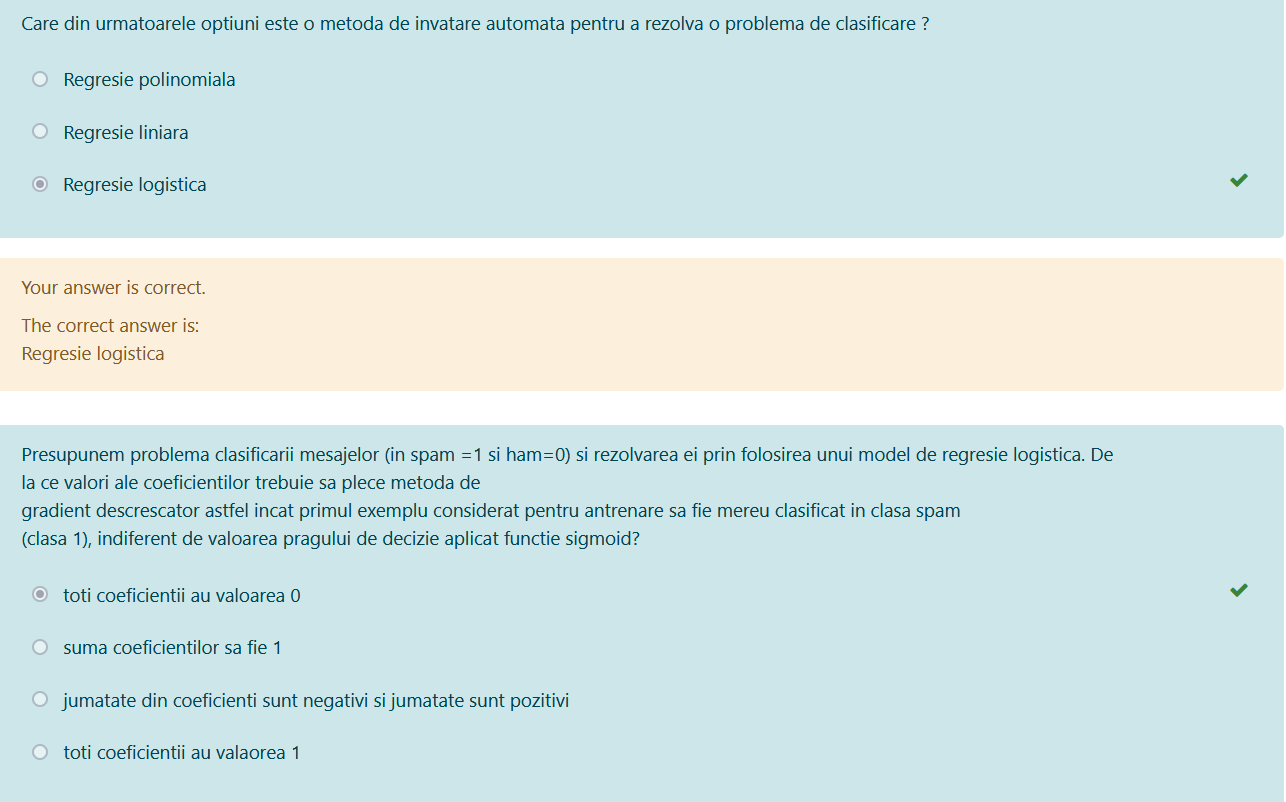 Care din urmatoarele optiuni este o metoda de invatare automata pentru a rezolva o problema de clasificare ?
Regresie polinomiala
Regresie liniara
Regresie logistica
Your answer is correct.
The correct answer is:
Regresie logistica
Presupunem problema clasificarii mesajelor (in spam =1 si ham=0) si rezolvarea ei prin folosirea unui model de regresie logistica. De
la ce valori ale coeficientilor trebuie sa plece metoda de
gradient descrescator astfel incat primul exemplu considerat pentru antrenare sa fie mereu clasificat in clasa spam
(clasa 1), indiferent de valoarea pragului de decizie aplicat functie sigmoid?
toti coeficientii au valoarea 0
suma coeficientilor sa fie 1
jumatate din coeficienti sunt negativi si jumatate sunt pozitivi
toti coeficientii au valaorea 1